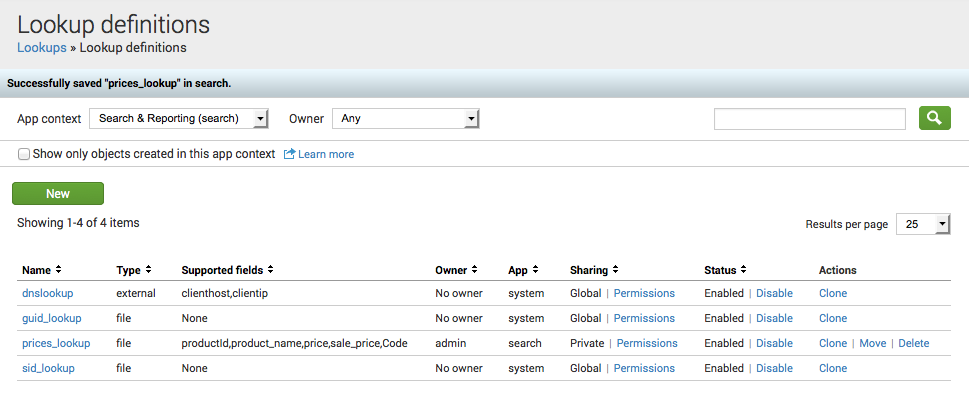 Lookup definitions
Lookups » Lookup definitions
Successfully saved "prices_lookup" in search.
App context Search & Reporting (search) Owner Any
Show only objects created in this app context Learn more
New
Showing 1-4 of 4 items
Results per page 25
Name Type Supported fields Owner App Sharing Status Actions
dnslookup external clienthost,clientip No owner system Global | Permissions Enabled | Disable Clone
guid_lookup file None No owner system Global | Permissions Enabled | Disable Clone
prices_lookup file productId,product_name,price,sale_price,Code admin search Private | Permissions Enabled | Disable Clone | Move | Delete
sid_lookup file None No owner system Global | Permissions Enabled | Disable Clone